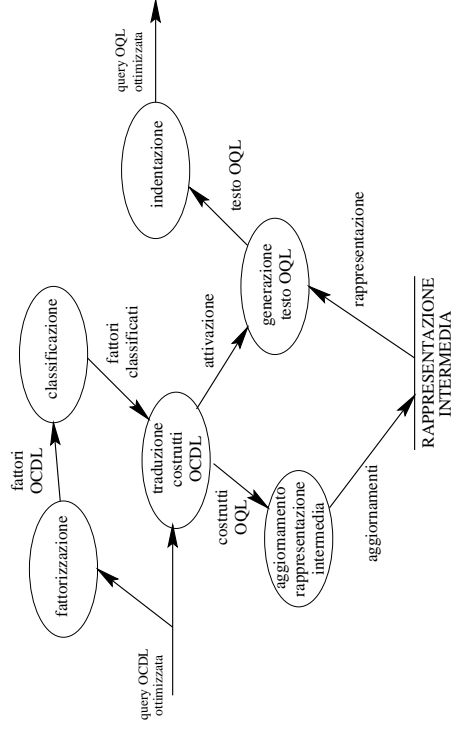 query OCDL
ottimizzata
fattorizzazione
fattori
OCDL
classificazione
fattori
classificati
traduzione
costrutti
OCDL
attivazione
costrutti
OQL
aggiornamento
rappresentazione
intermedia
aggiornamenti
RAPPRESENTAZIONE
INTERMEDIA
rappresentazione
generazione
testo OQL
testo OQL
indentazione
query OQL
ottimizzata